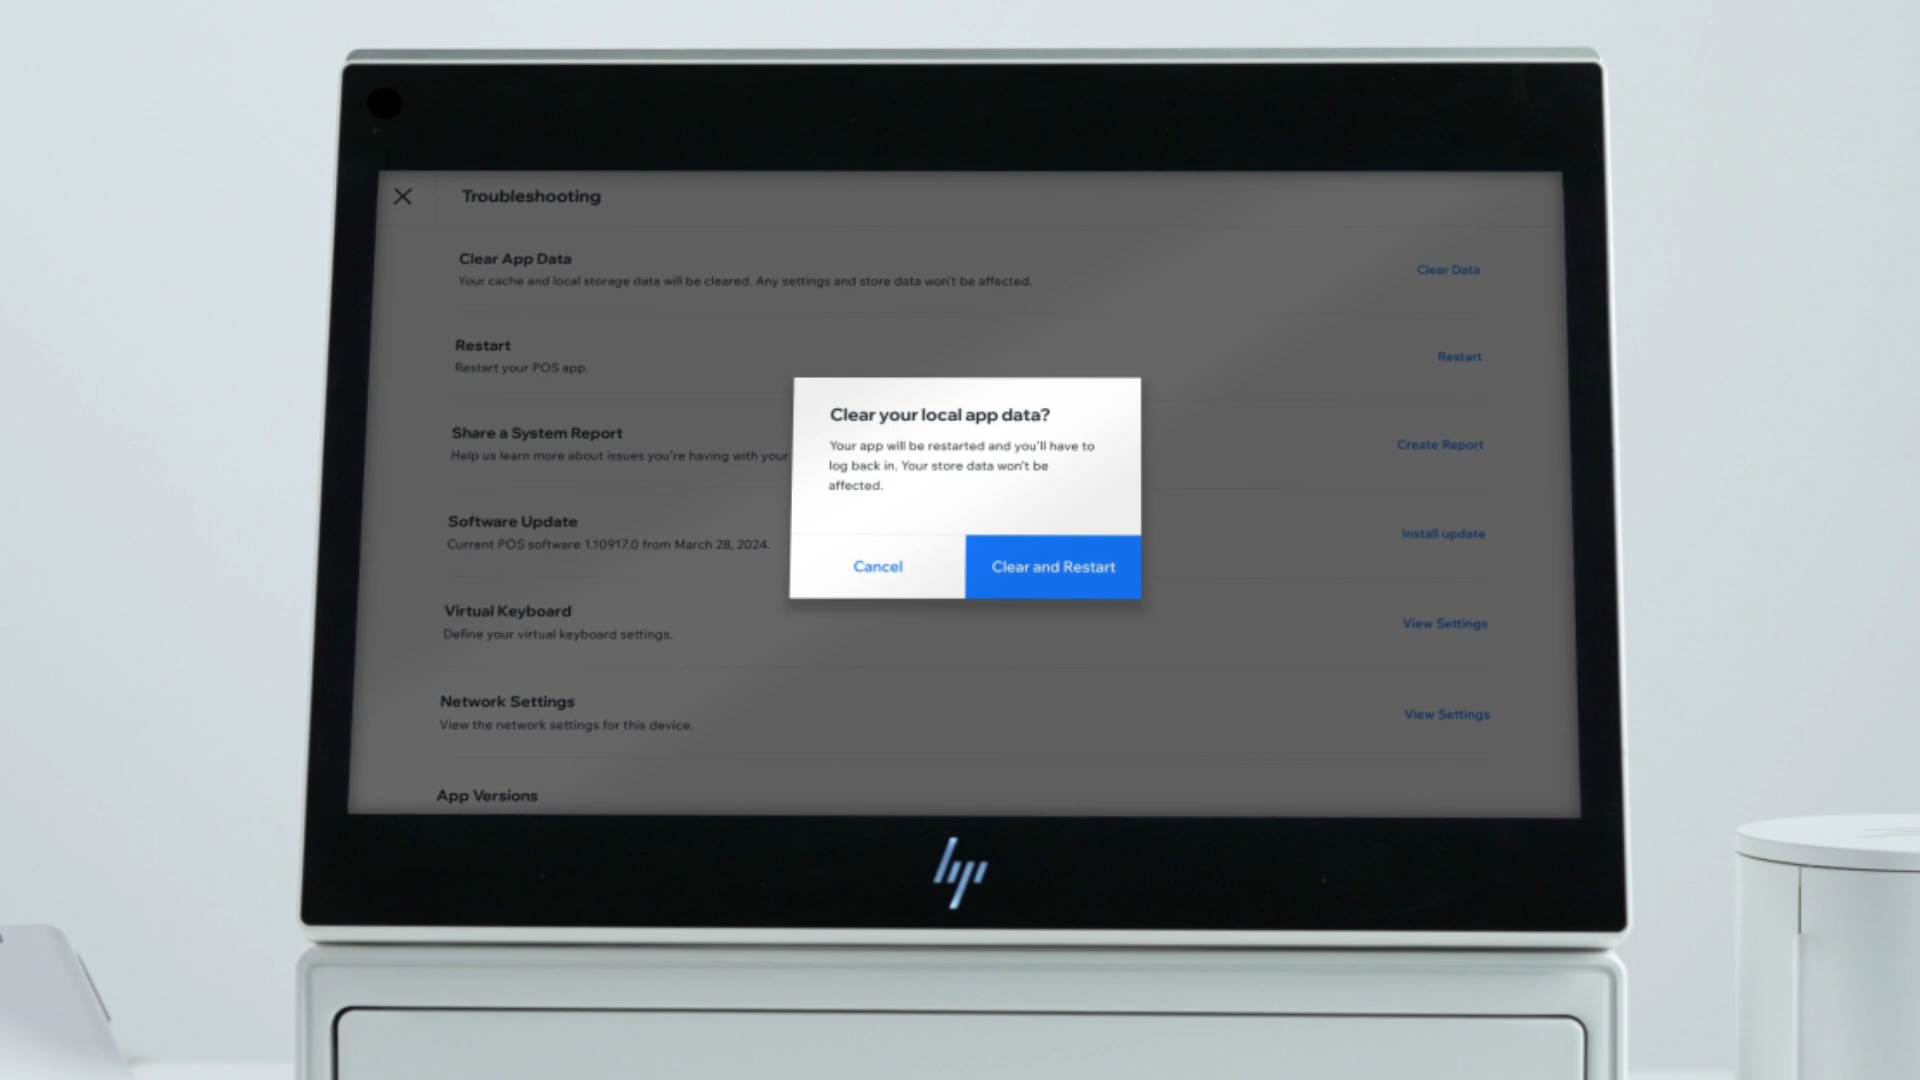 Troubleshooting
Clear App Data
Your cache and local storage data will be cleared. Any settings and store data won't be affected.
Clear Data
Restart
Restart your POS app.
Restart
Share a System Report
Help us learn more about issues you're having with your
Create Report
Clear your local app data?
Your app will be restarted and you'll have to
log back in. Your store data won't be
affected.
Cancel
Clear and Restart
Software Update
Current POS software 1.10917.0 from March 28, 2024.
Install update
Virtual Keyboard
Define your virtual keyboard settings.
View Settings
Network Settings
View the network settings for this device.
View Settings
App Versions
hp